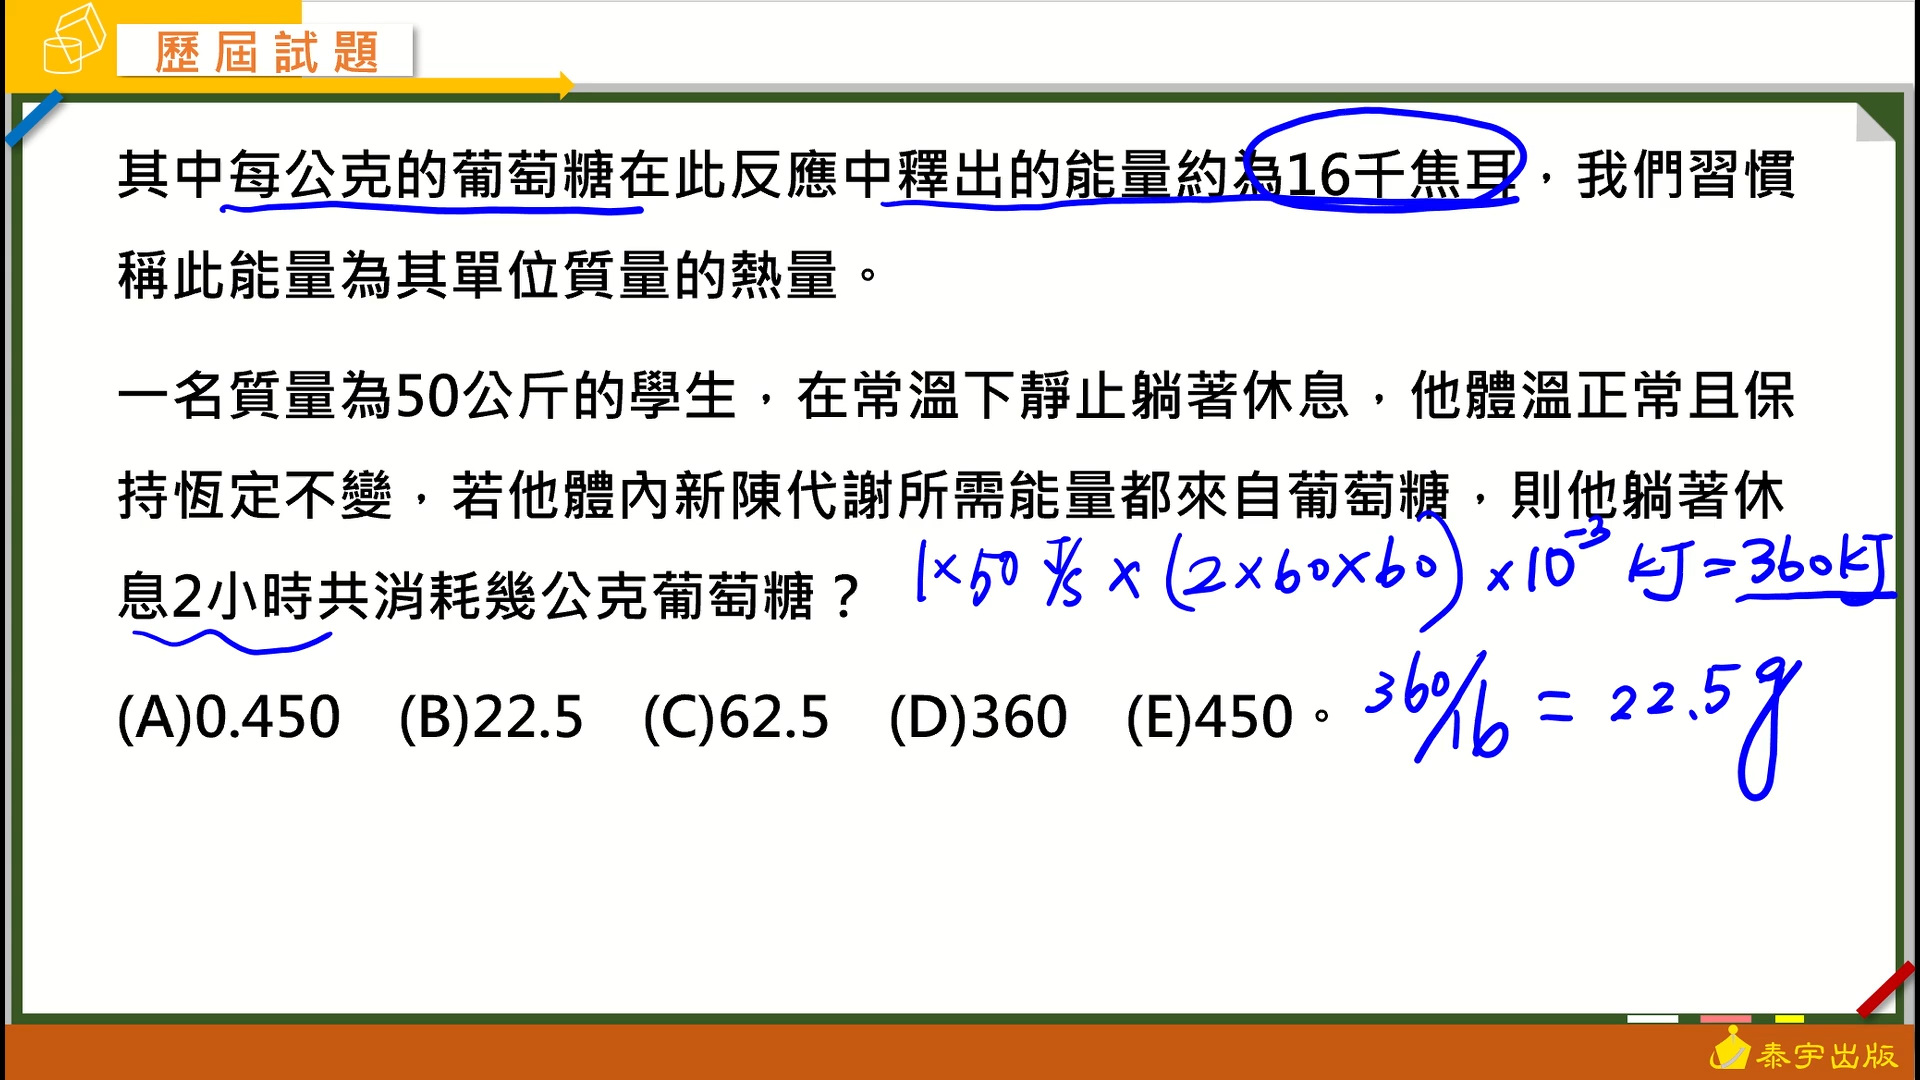 歷屆試題
其中每公克的葡萄糖在此反應中釋出的能量約為16千焦耳，我們習慣
稱此能量為其單位質量的熱量。
一名質量為50公斤的學生，在常溫下靜止躺著休息，他體溫正常且保
持恆定不變，若他體內新陳代謝所需能量都來自葡萄糖，則他躺著休
息2小時共消耗幾公克葡萄糖？ 1×50 J/s × (2×60×60) ×10⁻³ kJ = 360kJ
(A)0.450 (B)22.5 (C)62.5 (D)360 (E)450。 360/16 = 22.5g
泰宇出版